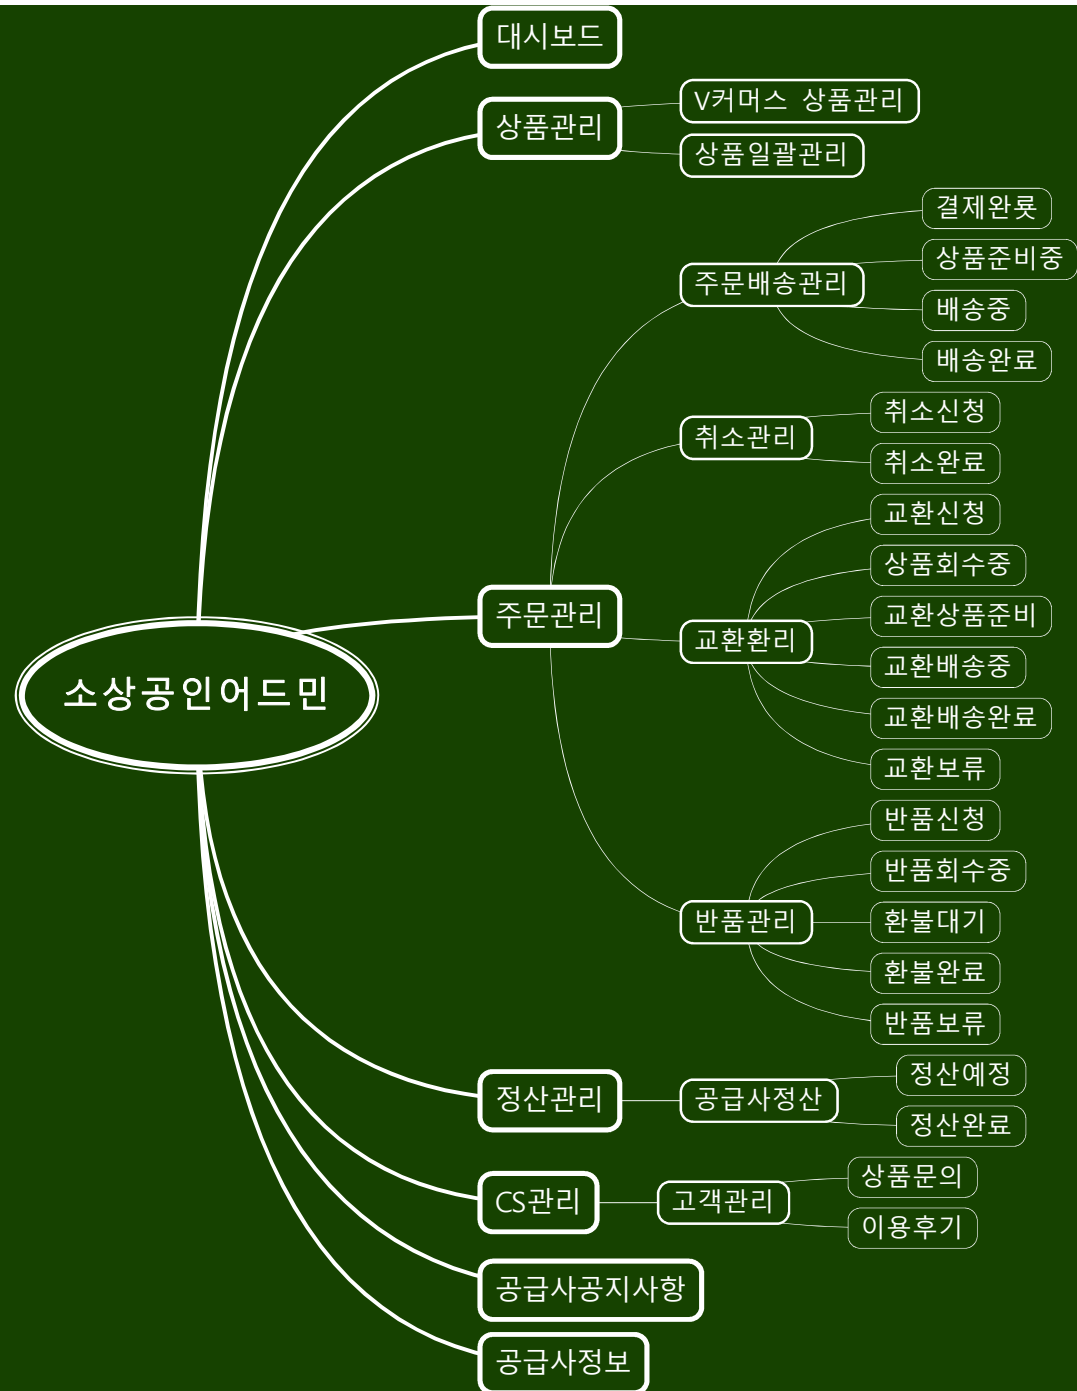 소상공인어드민
대시보드
상품관리
V커머스 상품관리
상품일괄관리
주문관리
주문배송관리
결제완룟
상품준비중
배송중
배송완료
취소관리
취소신청
취소완료
교환환리
교환신청
상품회수중
교환상품준비
교환배송중
교환배송완료
교환보류
반품관리
반품신청
반품회수중
환불대기
환불완료
반품보류
정산관리
공급사정산
정산예정
정산완료
CS관리
고객관리
상품문의
이용후기
공급사공지사항
공급사정보